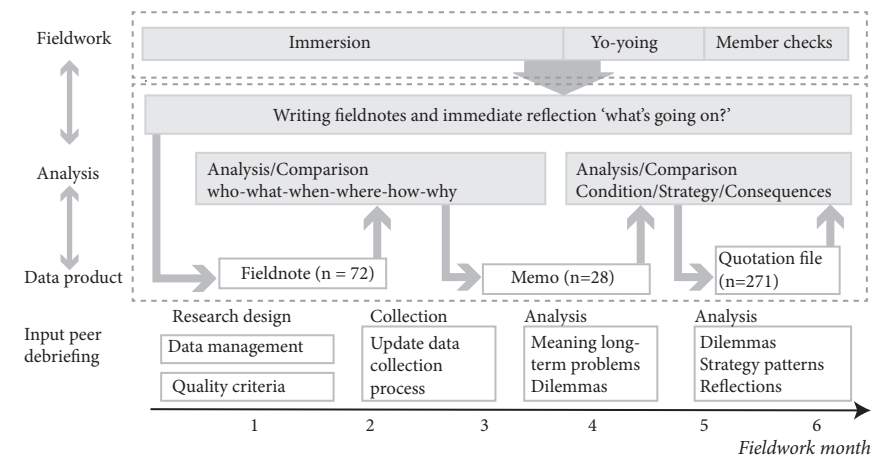 Fieldwork
Immersion
Yo-yoing
Member checks
Writing fieldnotes and immediate reflection ‘what’s going on?’
Analysis
Analysis/Comparison
who-what-when-where-how-why
Analysis/Comparison
Condition/Strategy/Consequences
Data product
Fieldnote (n = 72)
Memo (n=28)
Quotation file
(n=271)
Input peer
debriefing
Research design
Data management
Quality criteria
Collection
Update data
collection
process
Analysis
Meaning long-
term problems
Dilemmas
Analysis
Dilemmas
Strategy patterns
Reflections
1
2
3
4
5
6
Fieldwork month